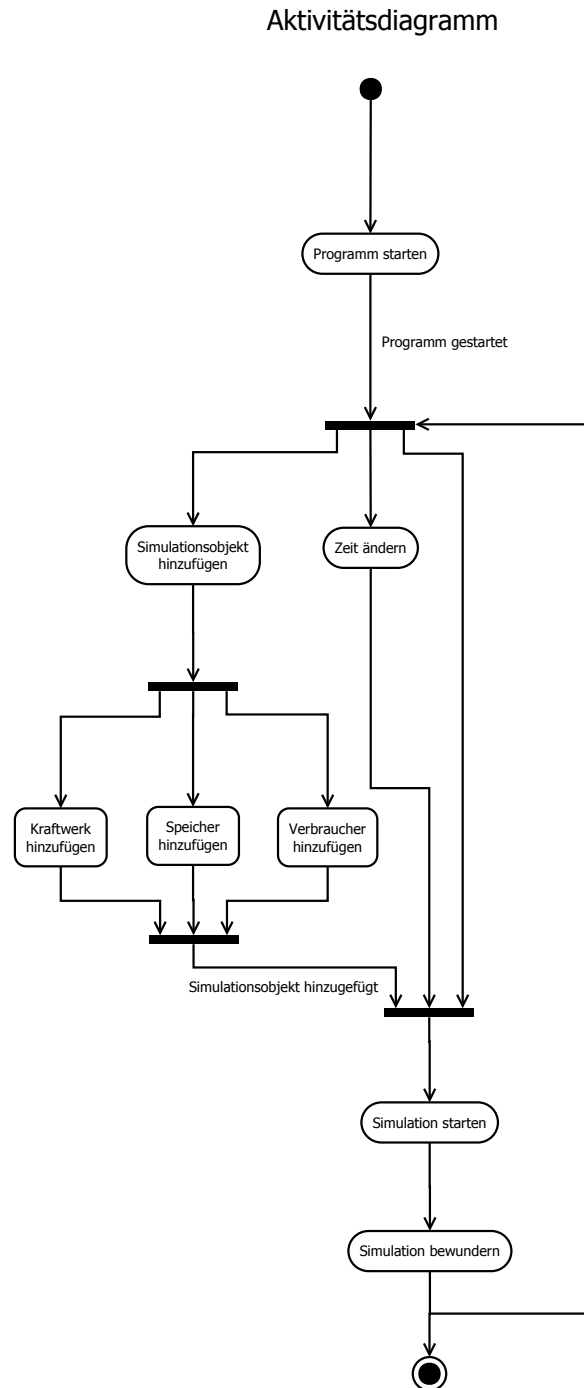 Aktivitätsdiagramm
Programm starten
Programm gestartet
Simulationsobjekt
hinzufügen
Zeit ändern
Kraftwerk
hinzufügen
Speicher
hinzufügen
Verbraucher
hinzufügen
Simulationsobjekt hinzugefügt
Simulation starten
Simulation bewundern